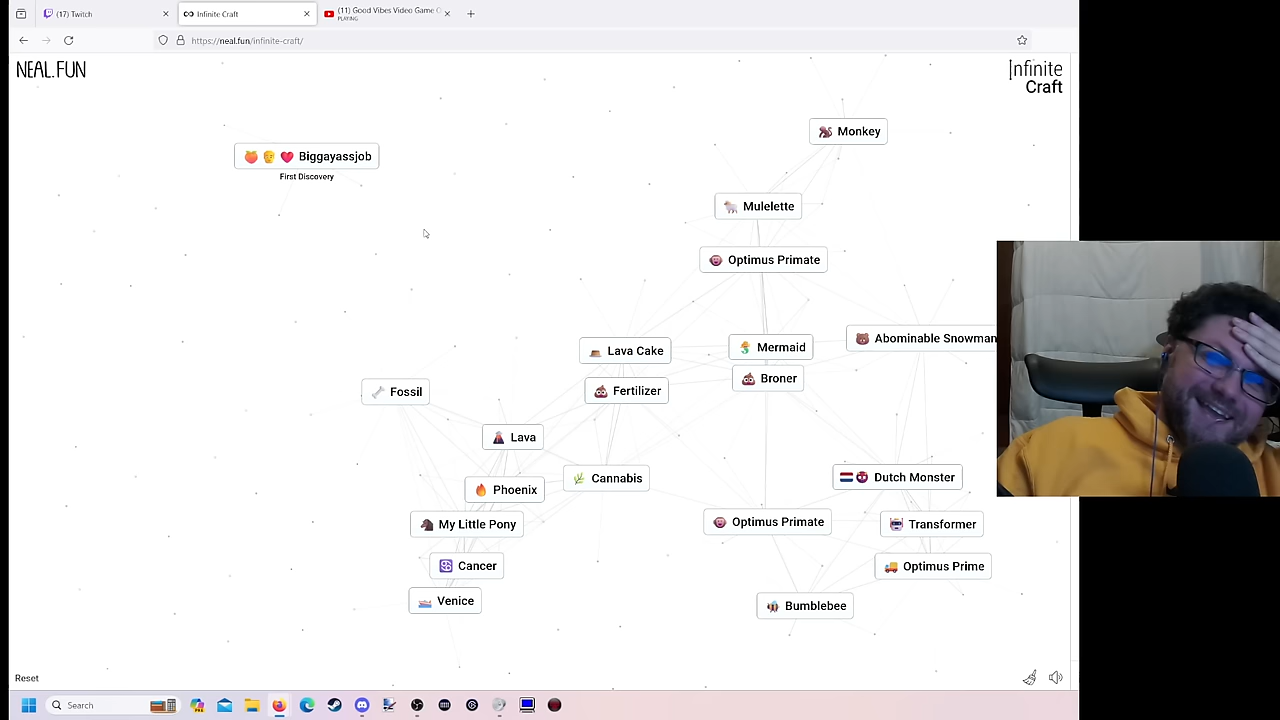 (17) Twitch
Infinite Craft
(11) Good Vibes Video Game C
PLAYING
https://neal.fun/infinite-craft/
NEAL.FUN
Infinite
Craft
Monkey
Biggayassjob
First Discovery
Mulelette
Optimus Primate
Abominable Snowman
Mermaid
Lava Cake
Broner
Fertilizer
Fossil
Lava
Cannabis
Dutch Monster
Phoenix
My Little Pony
Optimus Primate
Transformer
Cancer
Optimus Prime
Venice
Bumblebee
Reset
Search